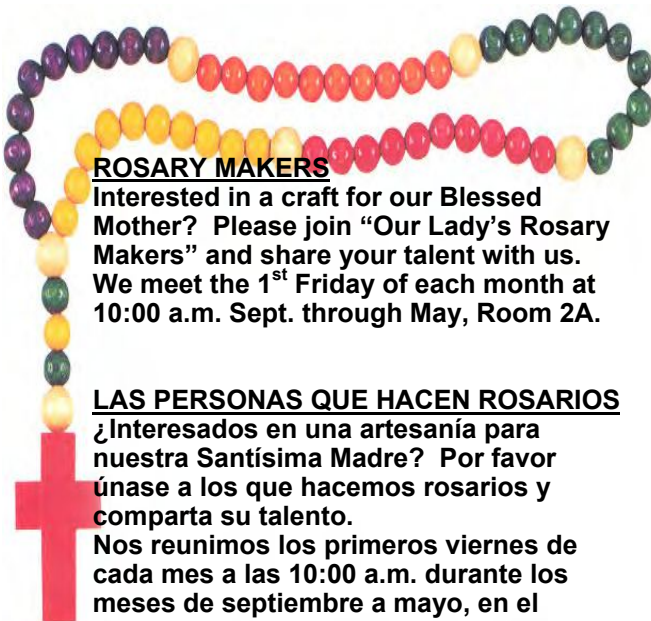 ROSARY MAKERS
Interested in a craft for our Blessed
Mother? Please join “Our Lady’s Rosary
Makers” and share your talent with us.
We meet the 1st Friday of each month at
10:00 a.m. Sept. through May, Room 2A.
LAS PERSONAS QUE HACEN ROSARIOS
¿Interesados en una artesanía para
nuestra Santísima Madre? Por favor
únase a los que hacemos rosarios y
comparta su talento.
Nos reunimos los primeros viernes de
cada mes a las 10:00 a.m. durante los
meses de septiembre a mayo, en el